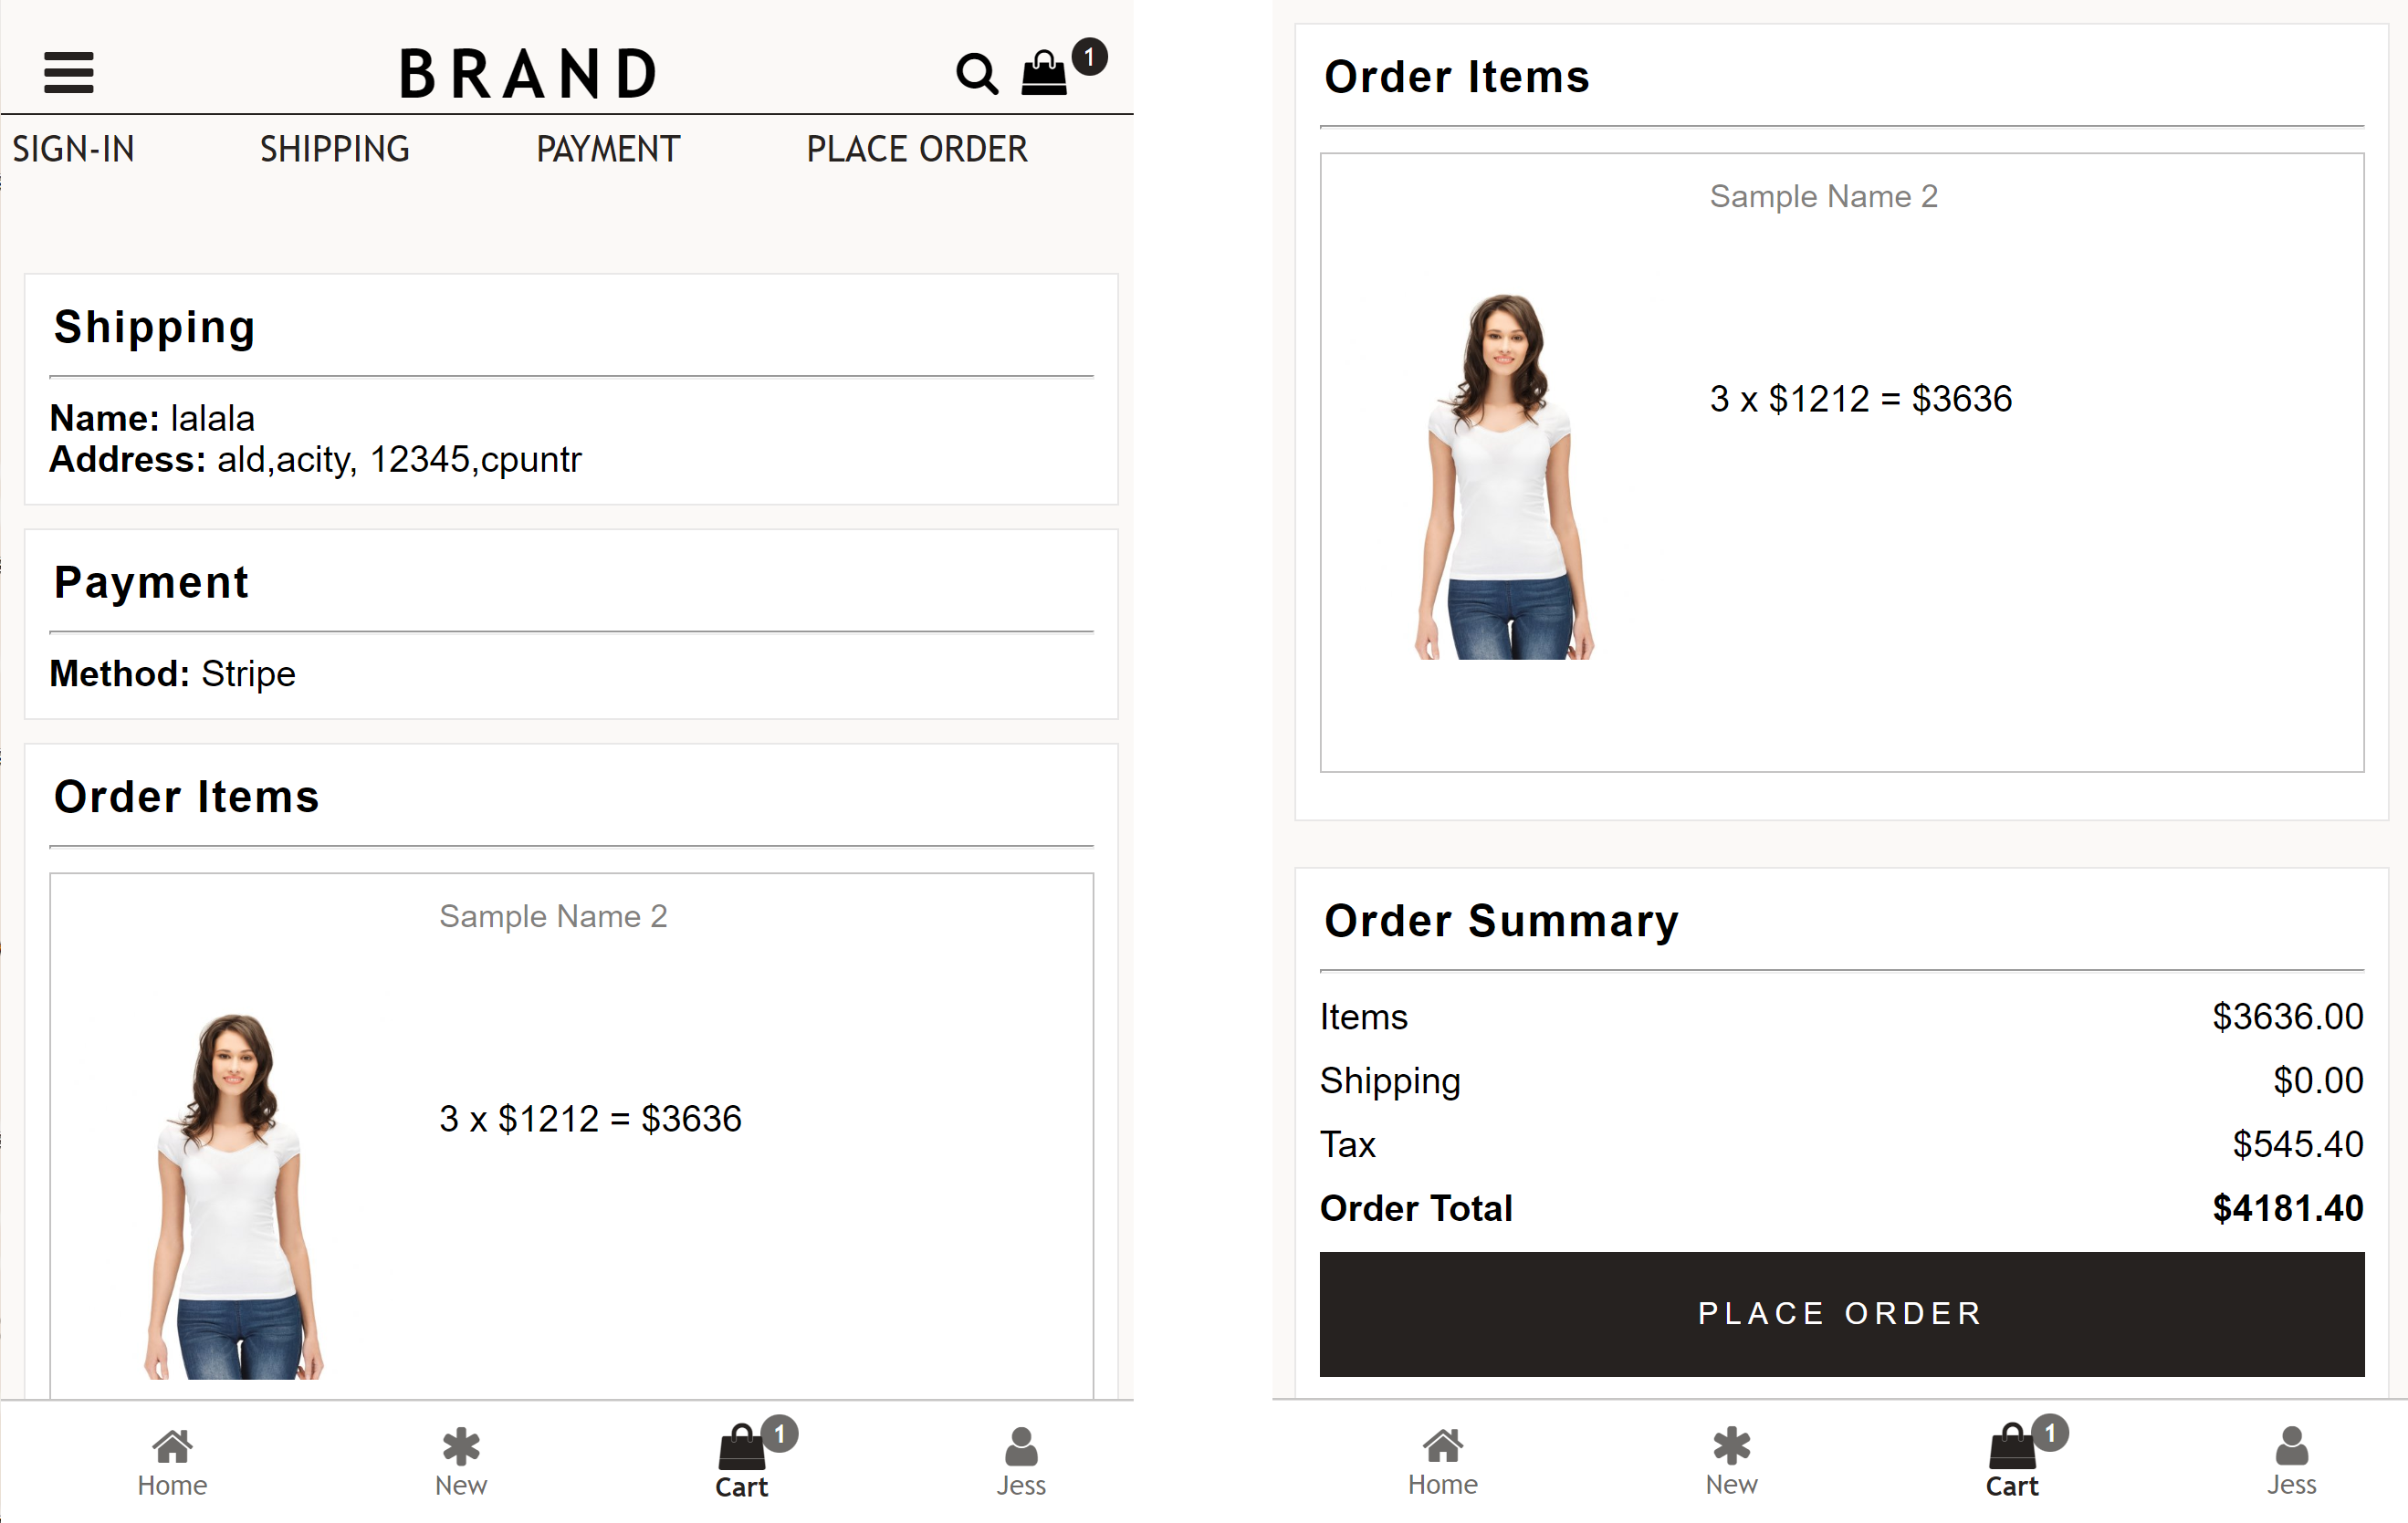 BRAND 1
SIGN-IN SHIPPING PAYMENT PLACE ORDER
Shipping
Name: lalala
Address: ald,acity, 12345,cpuntr
Payment
Method: Stripe
Order Items
Sample Name 2
3 x $1212 = $3636
1
Home New Cart Jess
Order Items
Sample Name 2
3 x $1212 = $3636
Order Summary
Items $3636.00
Shipping $0.00
Tax $545.40
Order Total $4181.40
PLACE ORDER
1
Home New Cart Jess